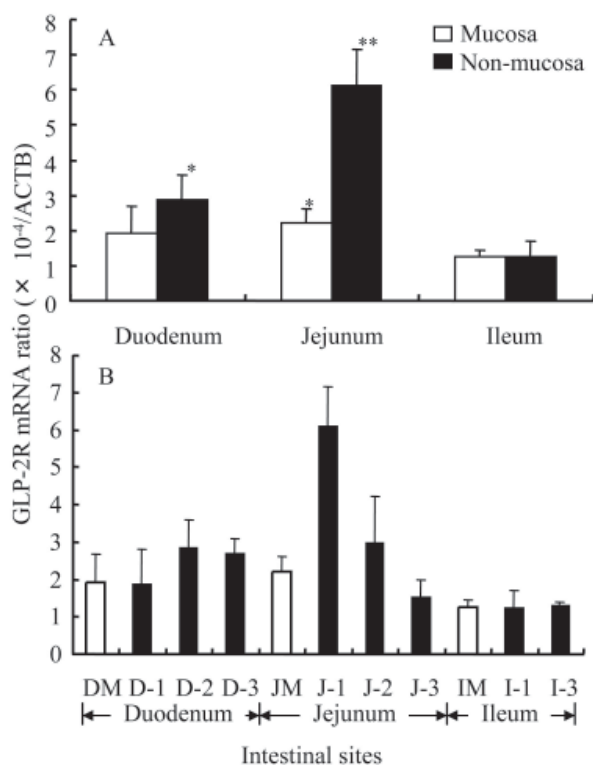 A
Mucosa
Non-mucosa
GLP-2R mRNA ratio ( × 10⁻⁴/ACTB)
8
7
6
5
4
3
2
1
0
*
*
**
Duodenum Jejunum Ileum
B
8
7
6
5
4
3
2
1
0
DM D-1 D-2 D-3 JM J-1 J-2 J-3 IM I-1 I-3
Duodenum Jejunum Ileum
Intestinal sites